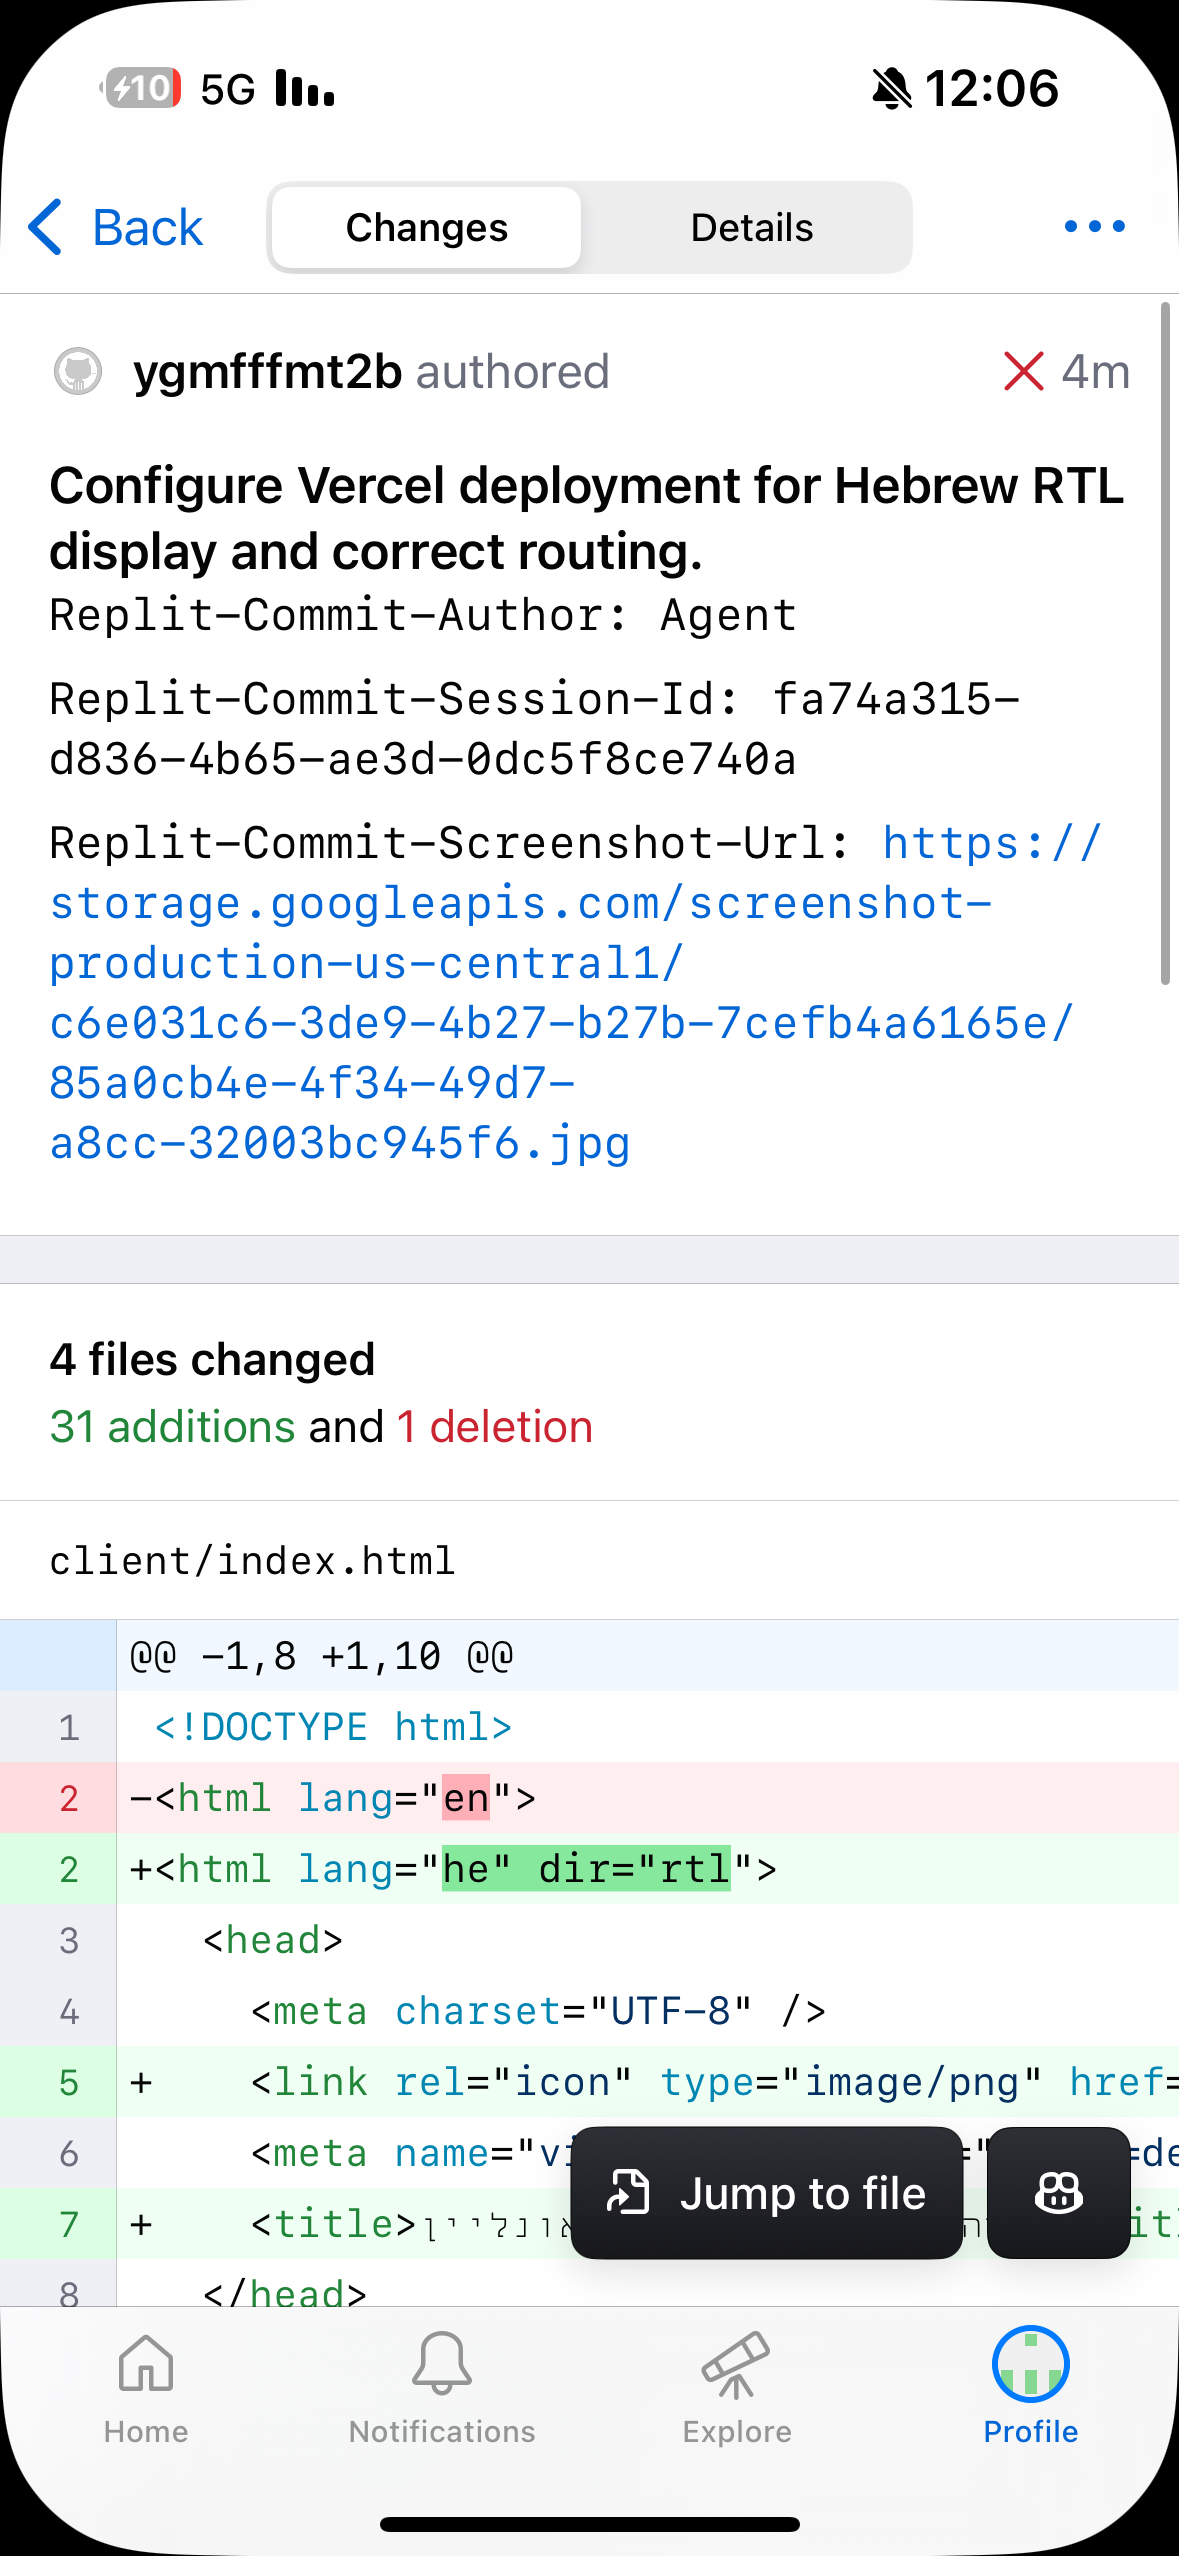 10 5G 12:06
Back Changes Details
ygmfffmt2b authored 4m
Configure Vercel deployment for Hebrew RTL
display and correct routing.
Replit-Commit-Author: Agent
Replit-Commit-Session-Id: fa74a315-
d836-4b65-ae3d-0dc5f8ce740a
Replit-Commit-Screenshot-Url: https://
storage.googleapis.com/screenshot-
production-us-central1/
c6e031c6-3de9-4b27-b27b-7cefb4a6165e/
85a0cb4e-4f34-49d7-
a8cc-32003bc945f6.jpg
4 files changed
31 additions and 1 deletion
client/index.html
@@ -1,8 +1,10 @@
1 <!DOCTYPE html>
2 -<html lang="en">
2 +<html lang="he" dir="rtl">
3 <head>
4 <meta charset="UTF-8" />
5 + <link rel="icon" type="image/png" href=
6 <meta name="
7 + <title>אונליין
8 </head>
Jump to file
Home Notifications Explore Profile